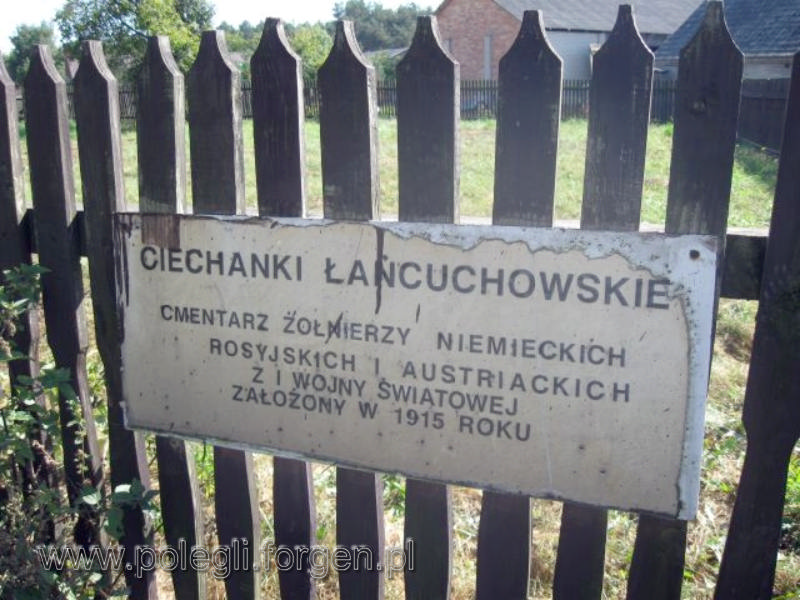 CIECHANKI ŁAŃCUCHOWSKIE
CMENTARZ ŻOŁNIERZY NIEMIECKICH
ROSYJSKICH I AUSTRIACKICH
Z I WOJNY ŚWIATOWEJ
ZAŁOŻONY W 1915 ROKU
www.polegli.forgen.pl